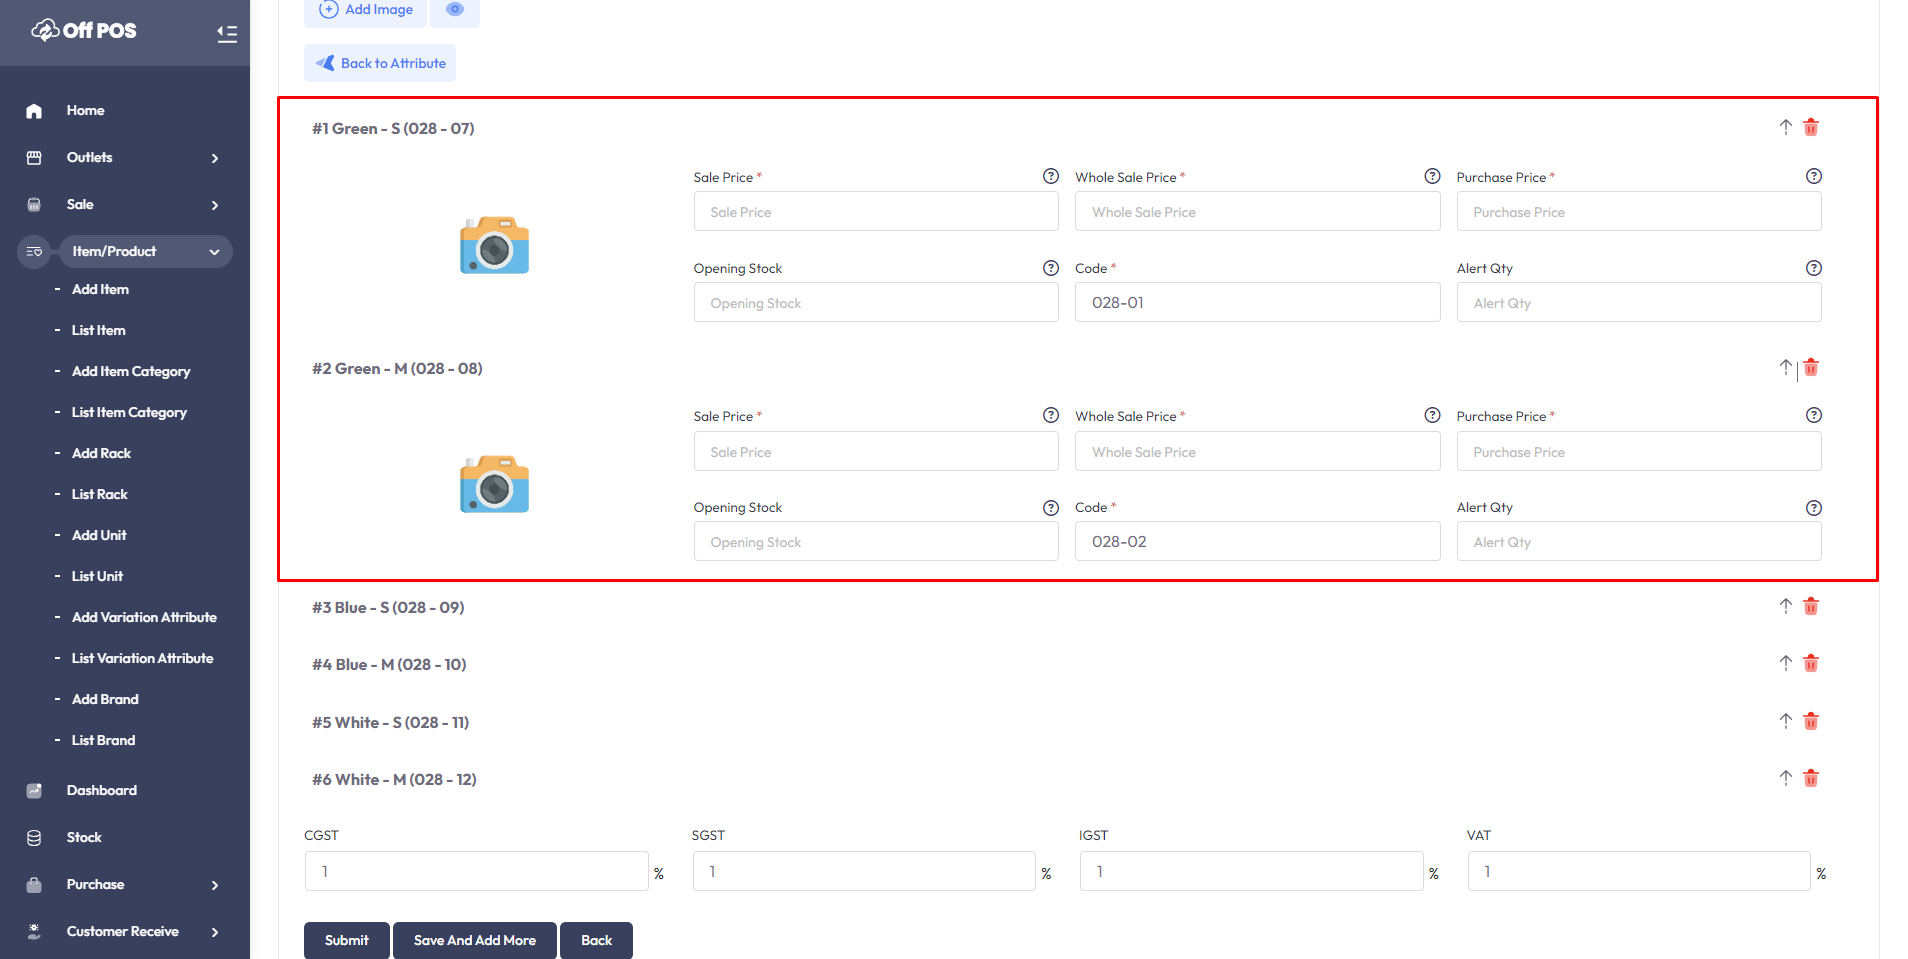 Off POS
Home
Outlets
Sale
Item/Product
- Add Item
- List Item
- Add Item Category
- List Item Category
- Add Rack
- List Rack
- Add Unit
- List Unit
- Add Variation Attribute
- List Variation Attribute
- Add Brand
- List Brand
Dashboard
Stock
Purchase
Customer Receive
Add Image
Back to Attribute
#1 Green - S (028 - 07)
Sale Price * Whole Sale Price * Purchase Price *
Sale Price Whole Sale Price Purchase Price
Opening Stock Code * Alert Qty
Opening Stock 028-01 Alert Qty
#2 Green - M (028 - 08)
Sale Price * Whole Sale Price * Purchase Price *
Sale Price Whole Sale Price Purchase Price
Opening Stock Code * Alert Qty
Opening Stock 028-02 Alert Qty
#3 Blue - S (028 - 09)
#4 Blue - M (028 - 10)
#5 White - S (028 - 11)
#6 White - M (028 - 12)
CGST SGST IGST VAT
1 % 1 % 1 % 1 %
Submit Save And Add More Back